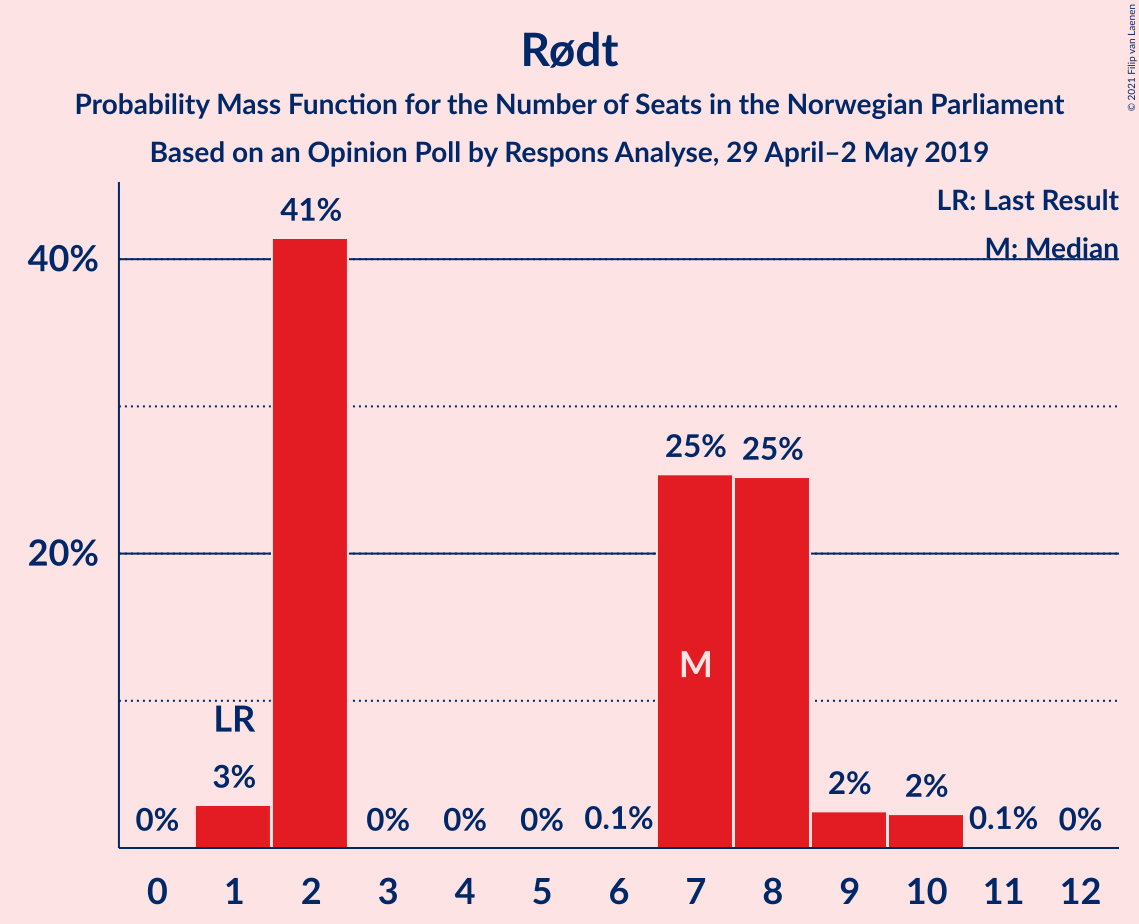 Rødt
Probability Mass Function for the Number of Seats in the Norwegian Parliament
Based on an Opinion Poll by Respons Analyse, 29 April–2 May 2019
© 2021 Filip van Laenen
LR: Last Result
M: Median
40%
20%
0%
LR
3%
41%
0%
0%
0%
0.1%
25%
M
25%
2%
2%
0.1%
0%
0 1 2 3 4 5 6 7 8 9 10 11 12